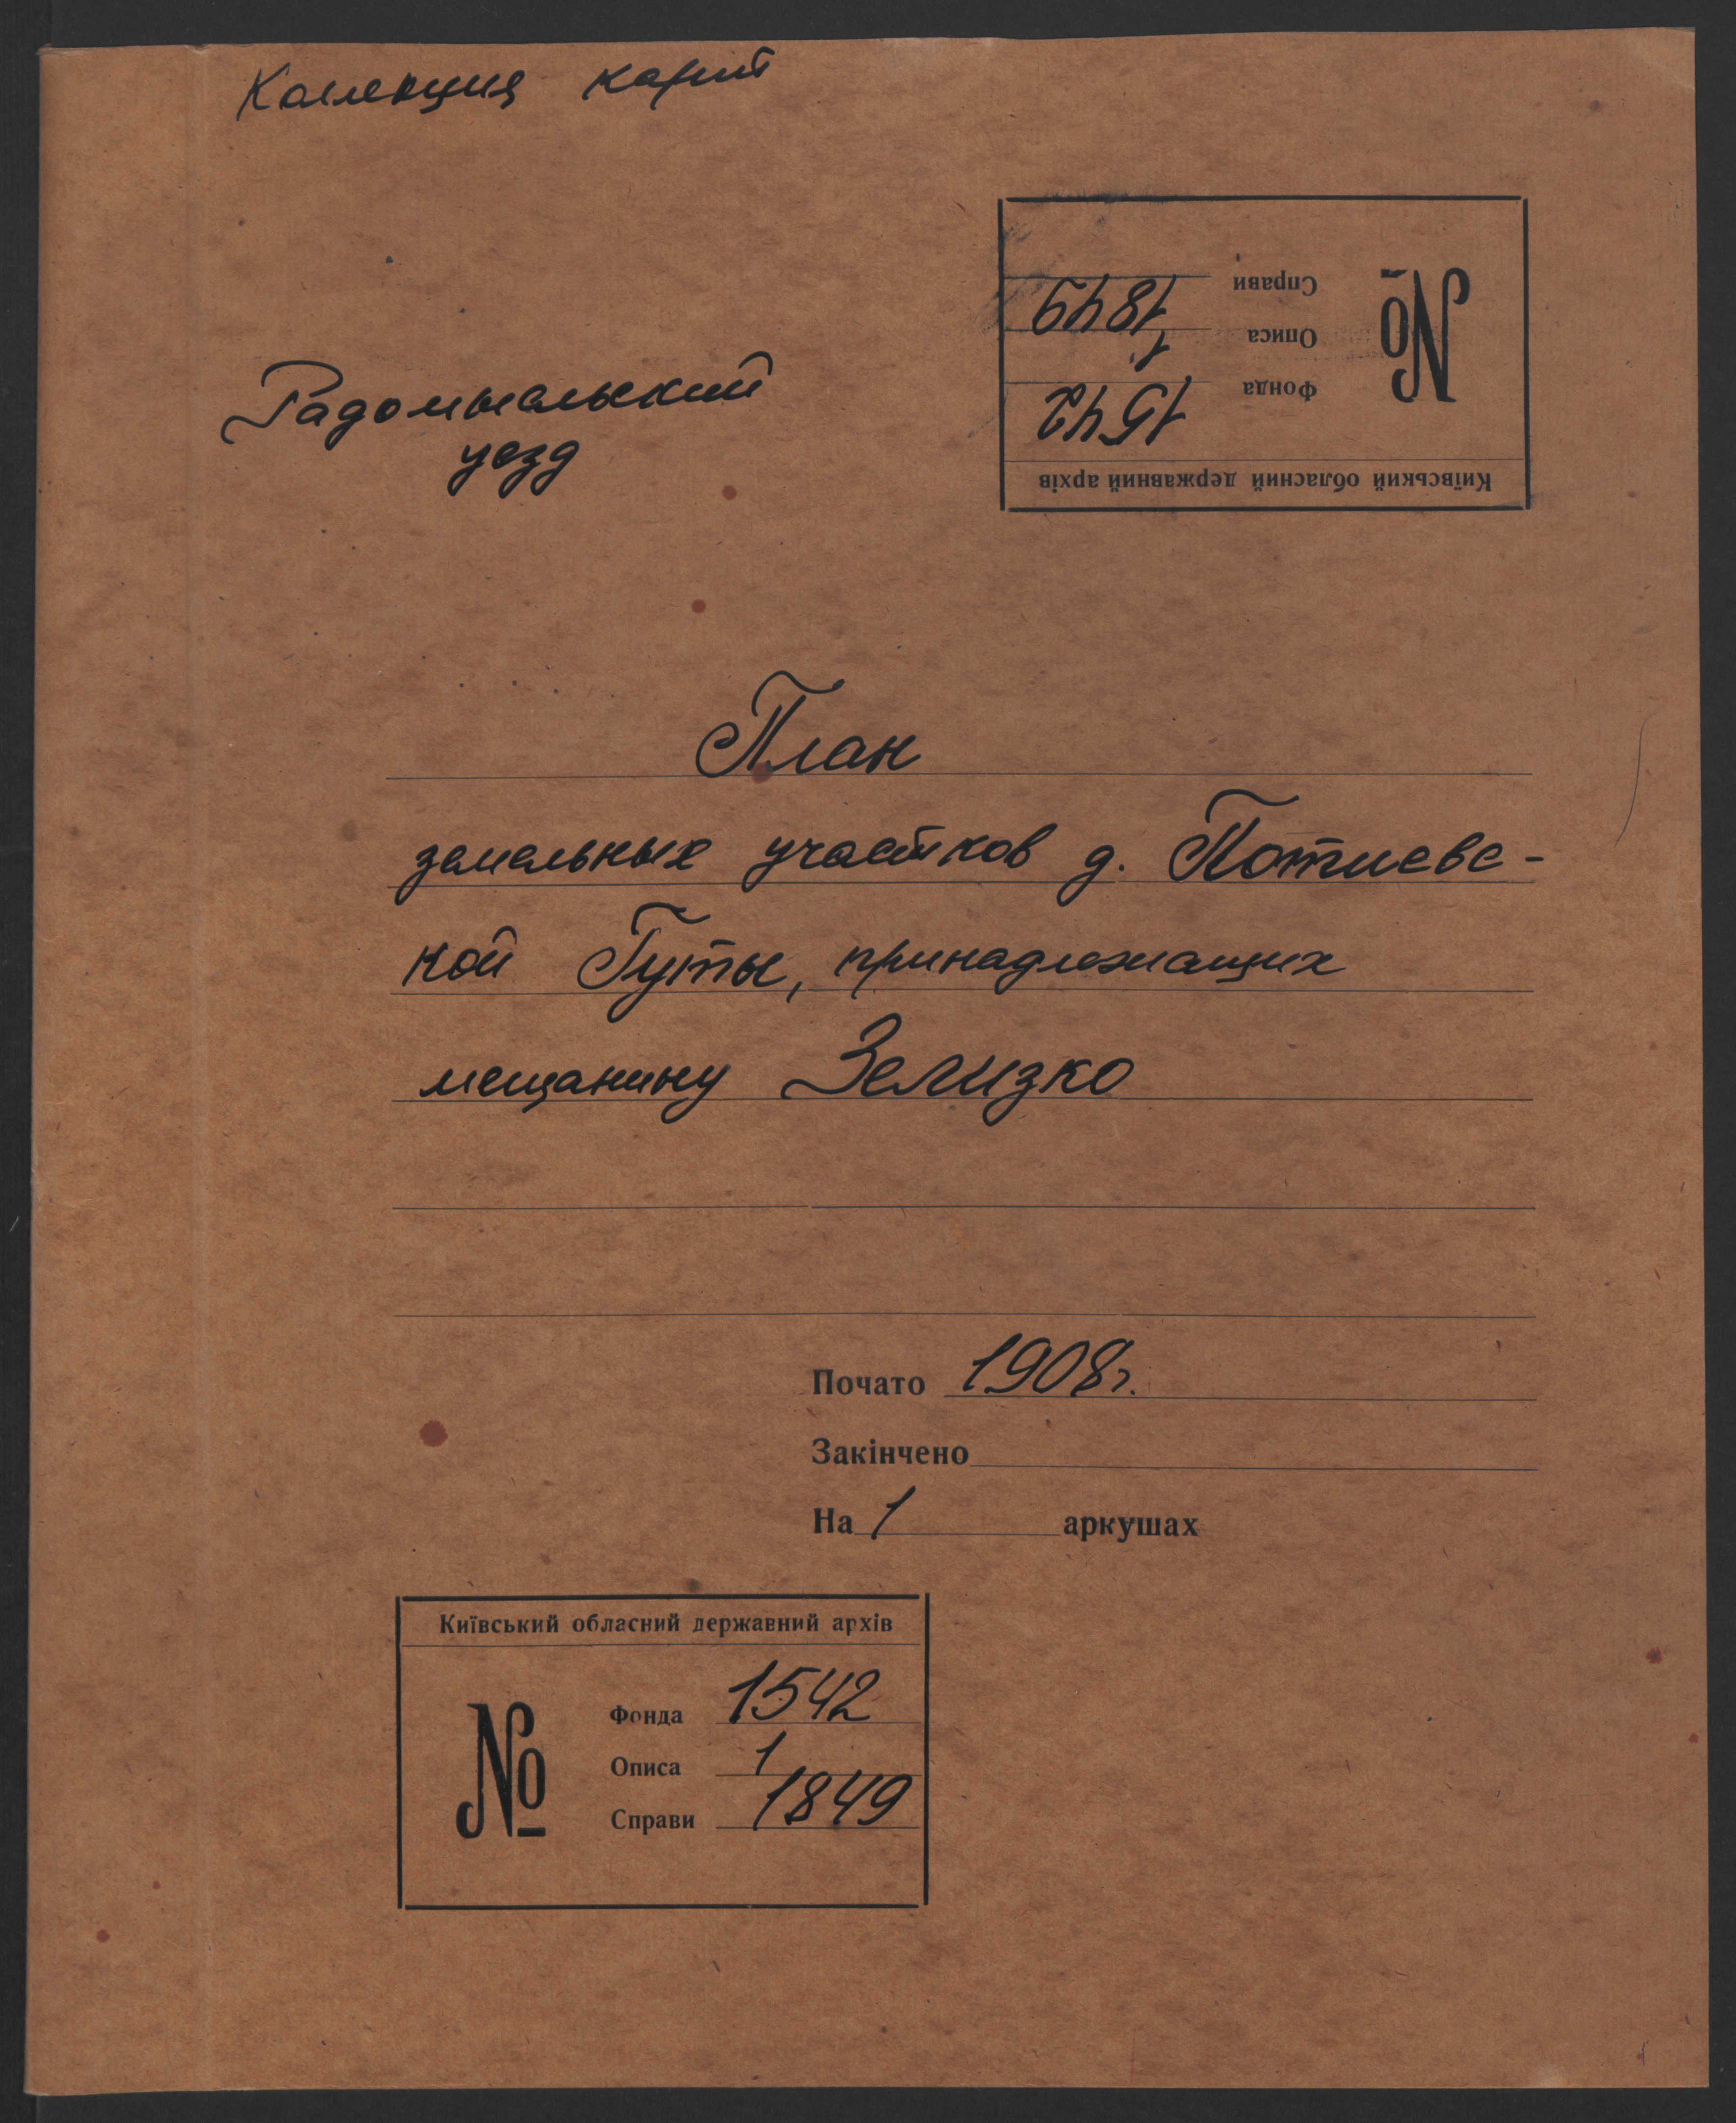 Коллекция карт
Справи 1849
Описа 1
Фонда 1542
№
Київський обласний державний архів
Радомысльский
уезд
План
земельных участков д. Потиевс-
кой Гуты, принадлежащих
мещанину Зелизко
Почато 1908г.
Закінчено
На 1 аркушах
Київський обласний державний архів
№
Фонда 1542
Описа 1
Справи 1849